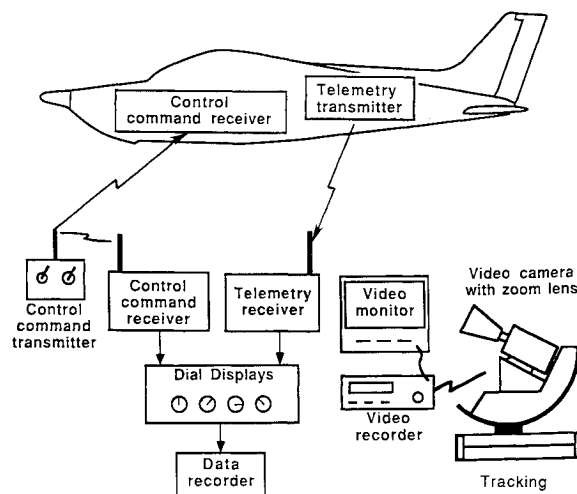 Control
command receiver
Telemetry
transmitter
Control
command
transmitter
Control
command
receiver
Telemetry
receiver
Video
monitor
Video camera
with zoom lens
Dial Displays
Video
recorder
Data
recorder
Tracking